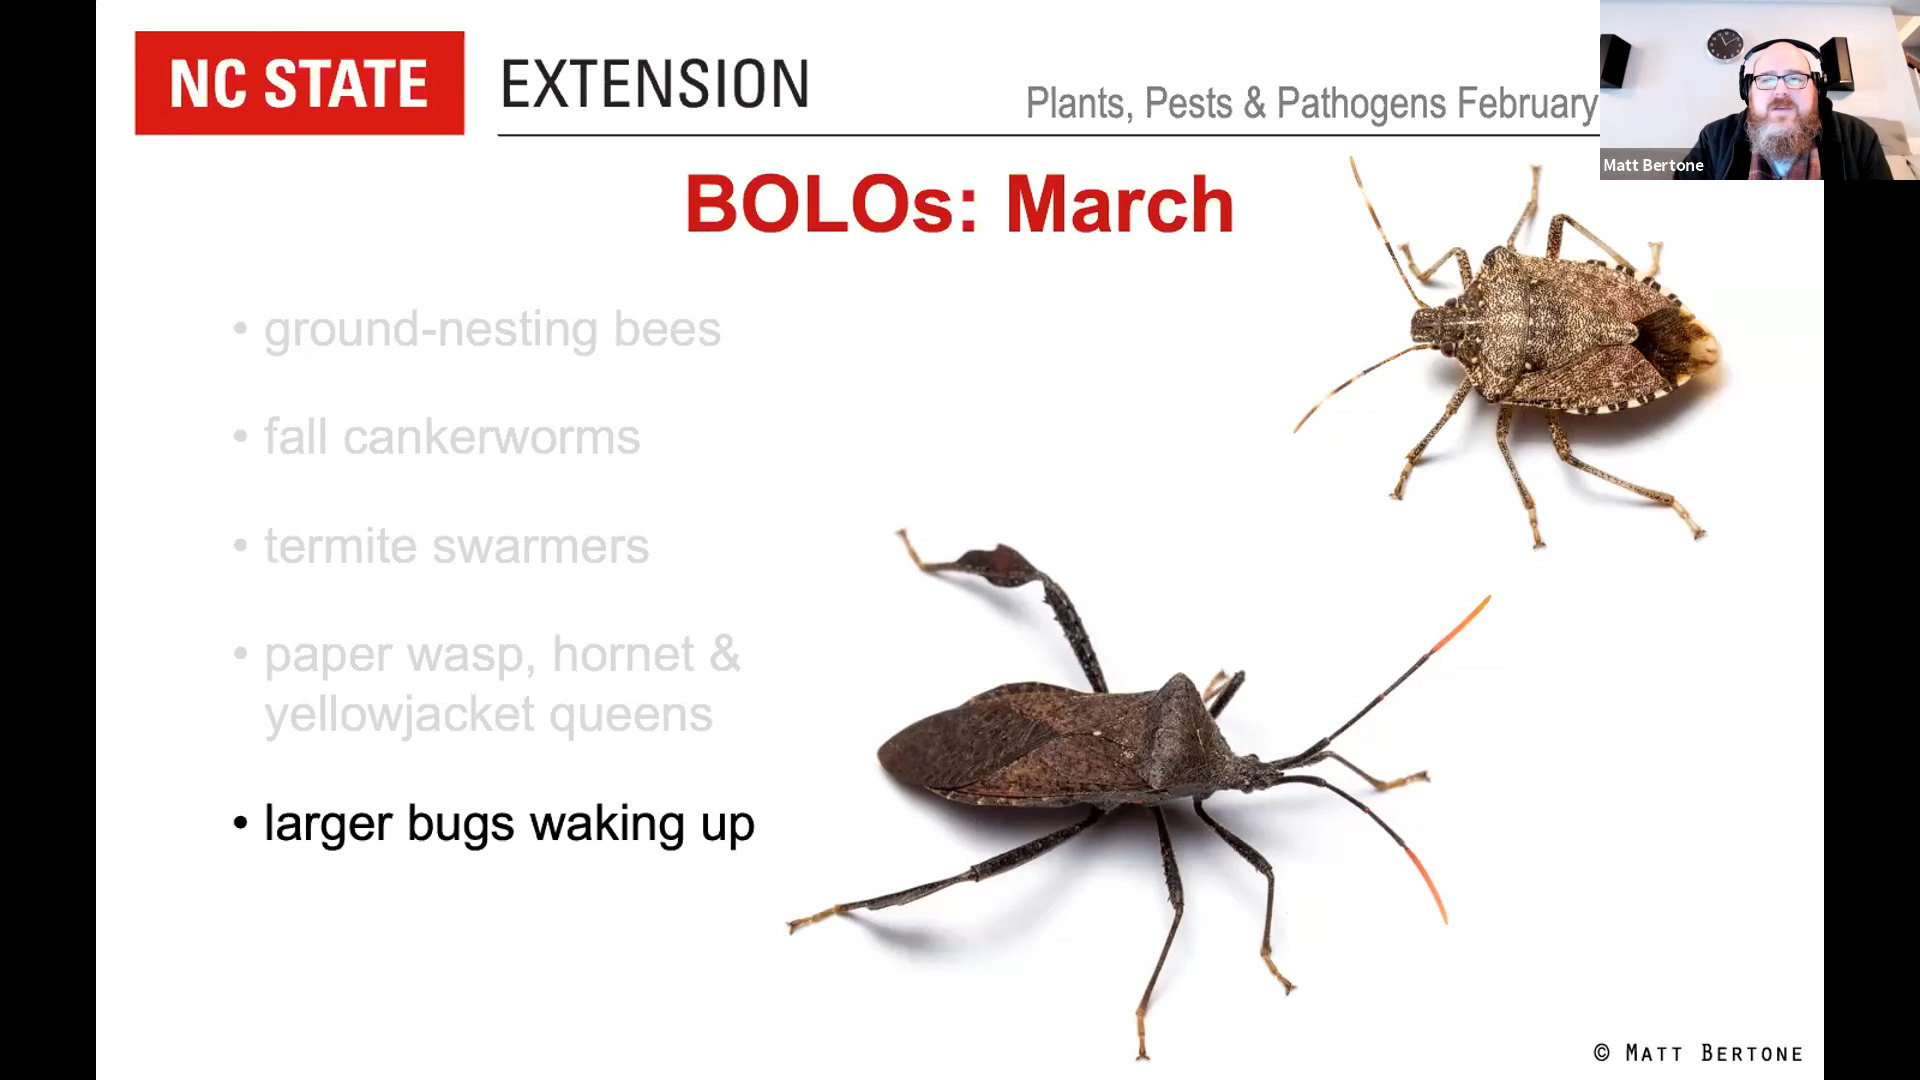 NC STATE EXTENSION
Plants, Pests & Pathogens February
Matt Bertone
BOLOs: March
• ground-nesting bees
• fall cankerworms
• termite swarmers
• paper wasp, hornet &
yellowjacket queens
• larger bugs waking up
© MATT BERTONE